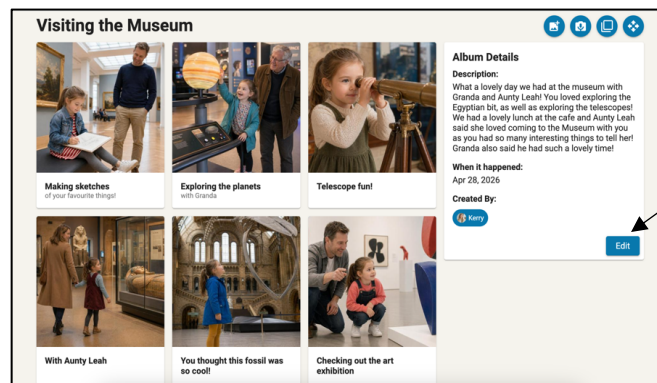 Visiting the Museum
Making sketches
of your favourite things!
Exploring the planets
with Granda
Telescope fun!
With Aunty Leah
You thought this fossil was
so cool!
Checking out the art
exhibition
Album Details
Description:
What a lovely day we had at the museum with
Granda and Aunty Leah! You loved exploring the
Egyptian bit, as well as exploring the telescopes!
We had a lovely lunch at the cafe and Aunty Leah
said she loved coming to the Museum with you
as you had so many interesting things to tell her!
Granda also said he had such a lovely time!
When it happened:
Apr 28, 2026
Created By:
Kerry
Edit